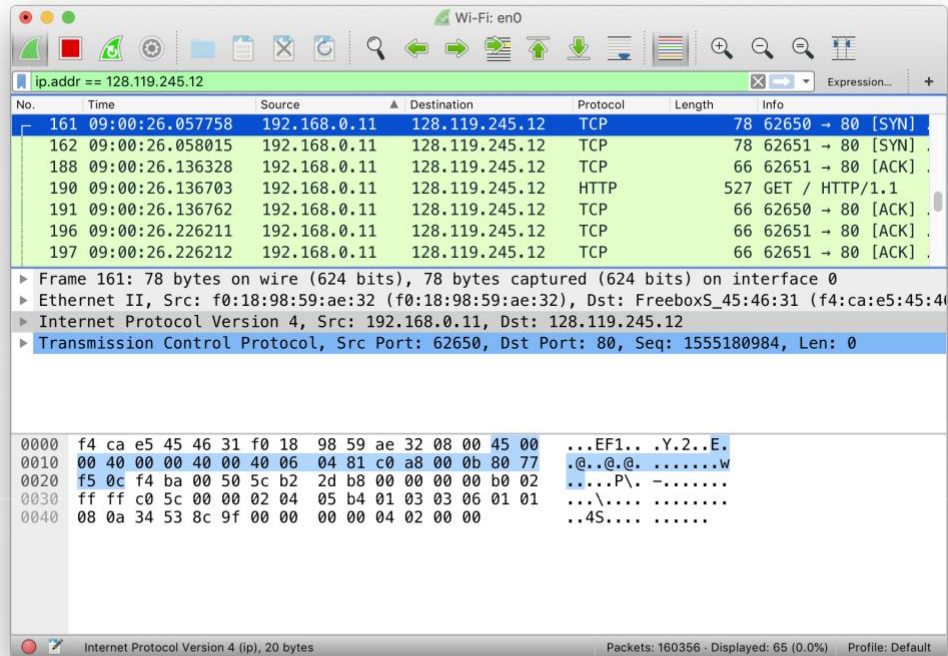 Wi-Fi: en0
ip.addr == 128.119.245.12 Expression... +
No. Time Source Destination Protocol Length Info
161 09:00:26.057758 192.168.0.11 128.119.245.12 TCP 78 62650 → 80 [SYN] .
162 09:00:26.058015 192.168.0.11 128.119.245.12 TCP 78 62651 → 80 [SYN] .
188 09:00:26.136328 192.168.0.11 128.119.245.12 TCP 66 62651 → 80 [ACK] .
190 09:00:26.136703 192.168.0.11 128.119.245.12 HTTP 527 GET / HTTP/1.1
191 09:00:26.136762 192.168.0.11 128.119.245.12 TCP 66 62650 → 80 [ACK] .
196 09:00:26.226211 192.168.0.11 128.119.245.12 TCP 66 62651 → 80 [ACK] .
197 09:00:26.226212 192.168.0.11 128.119.245.12 TCP 66 62651 → 80 [ACK] .
Frame 161: 78 bytes on wire (624 bits), 78 bytes captured (624 bits) on interface 0
Ethernet II, Src: f0:18:98:59:ae:32 (f0:18:98:59:ae:32), Dst: FreeboxS_45:46:31 (f4:ca:e5:45:4
Internet Protocol Version 4, Src: 192.168.0.11, Dst: 128.119.245.12
Transmission Control Protocol, Src Port: 62650, Dst Port: 80, Seq: 1555180984, Len: 0
0000 f4 ca e5 45 46 31 f0 18 98 59 ae 32 08 00 45 00 ...EF1.. .Y.2..E.
0010 00 40 00 00 40 00 40 06 04 81 c0 a8 00 0b 80 77 .@..@.@. .......w
0020 f5 0c f4 ba 00 50 5c b2 2d b8 00 00 00 00 b0 02 .....P\. -.......
0030 ff ff c0 5c 00 00 02 04 05 b4 01 03 03 06 01 01 ...\.... ........
0040 08 0a 34 53 8c 9f 00 00 00 00 04 02 00 00 ..4S.... ......
Internet Protocol Version 4 (ip), 20 bytes Packets: 160356 · Displayed: 65 (0.0%) Profile: Default